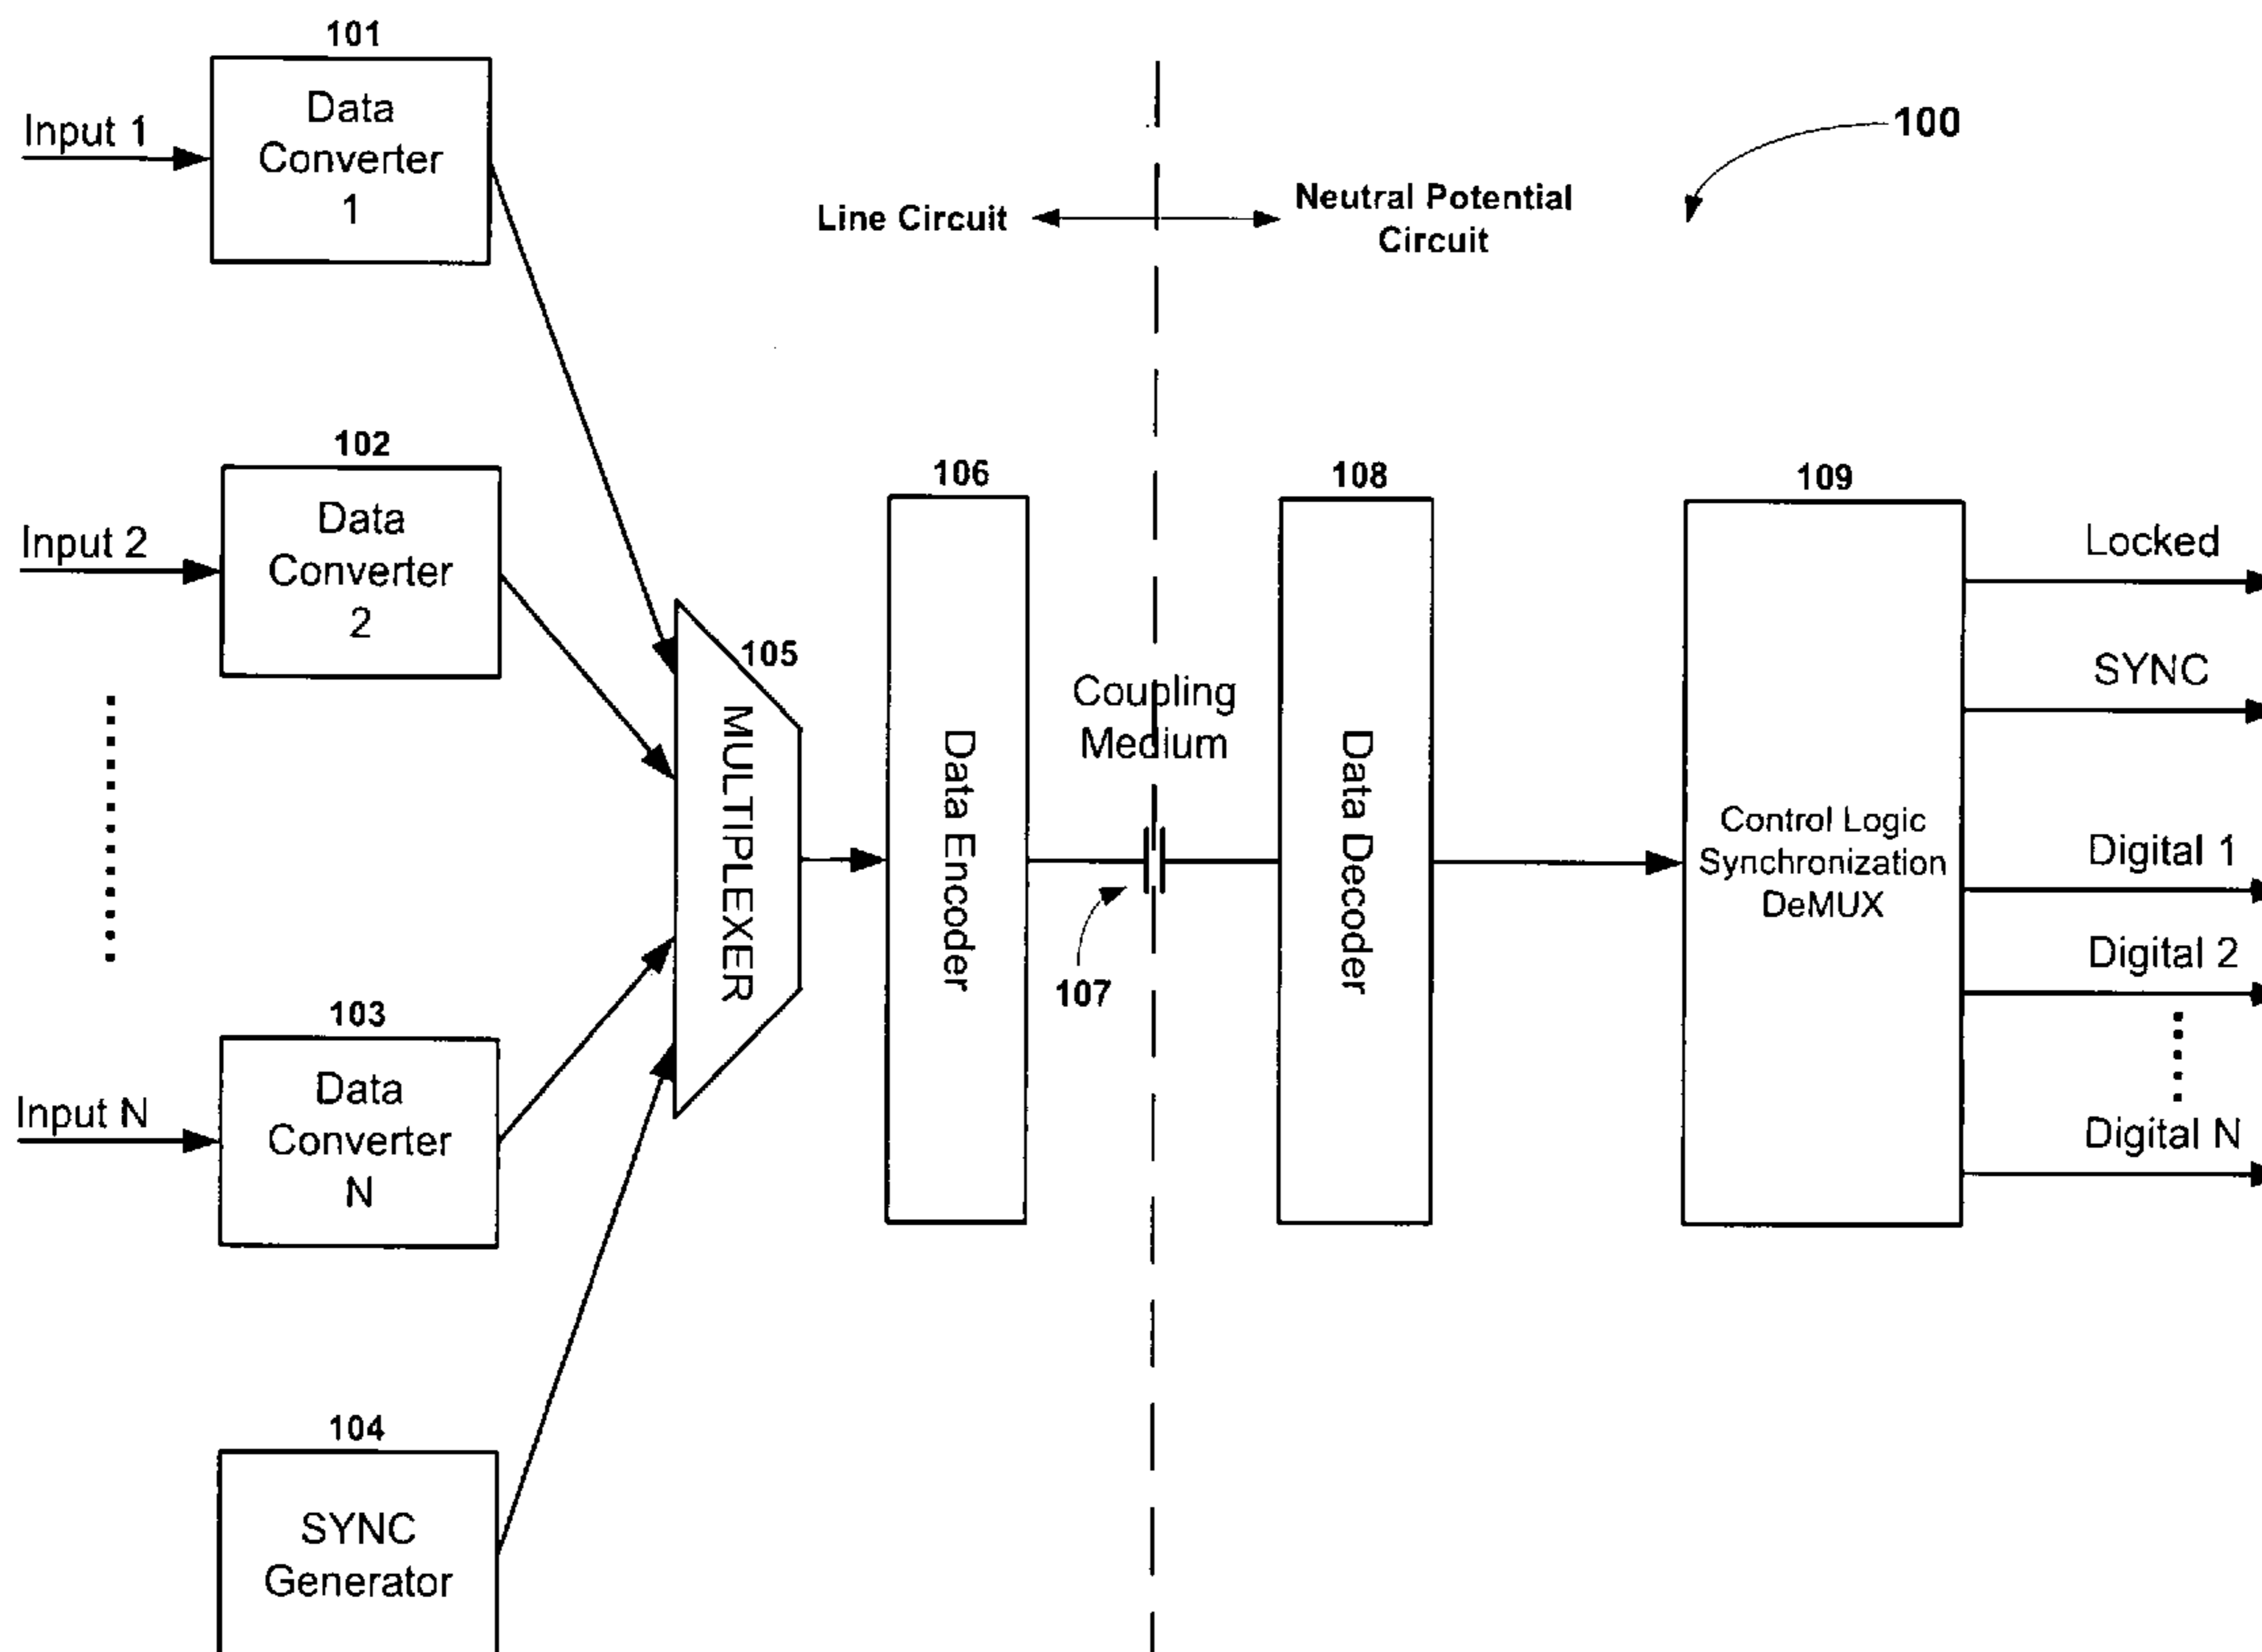 101
Data
Converter
1
Input 1
100
Line Circuit
Neutral Potential
Circuit
102
Data
Converter
2
Input 2
105
MULTIPLEXER
106
Data Encoder
Coupling
Medium
107
108
Data Decoder
109
Control Logic
Synchronization
DeMUX
Locked
SYNC
Digital 1
Digital 2
Digital N
103
Data
Converter
N
Input N
104
SYNC
Generator